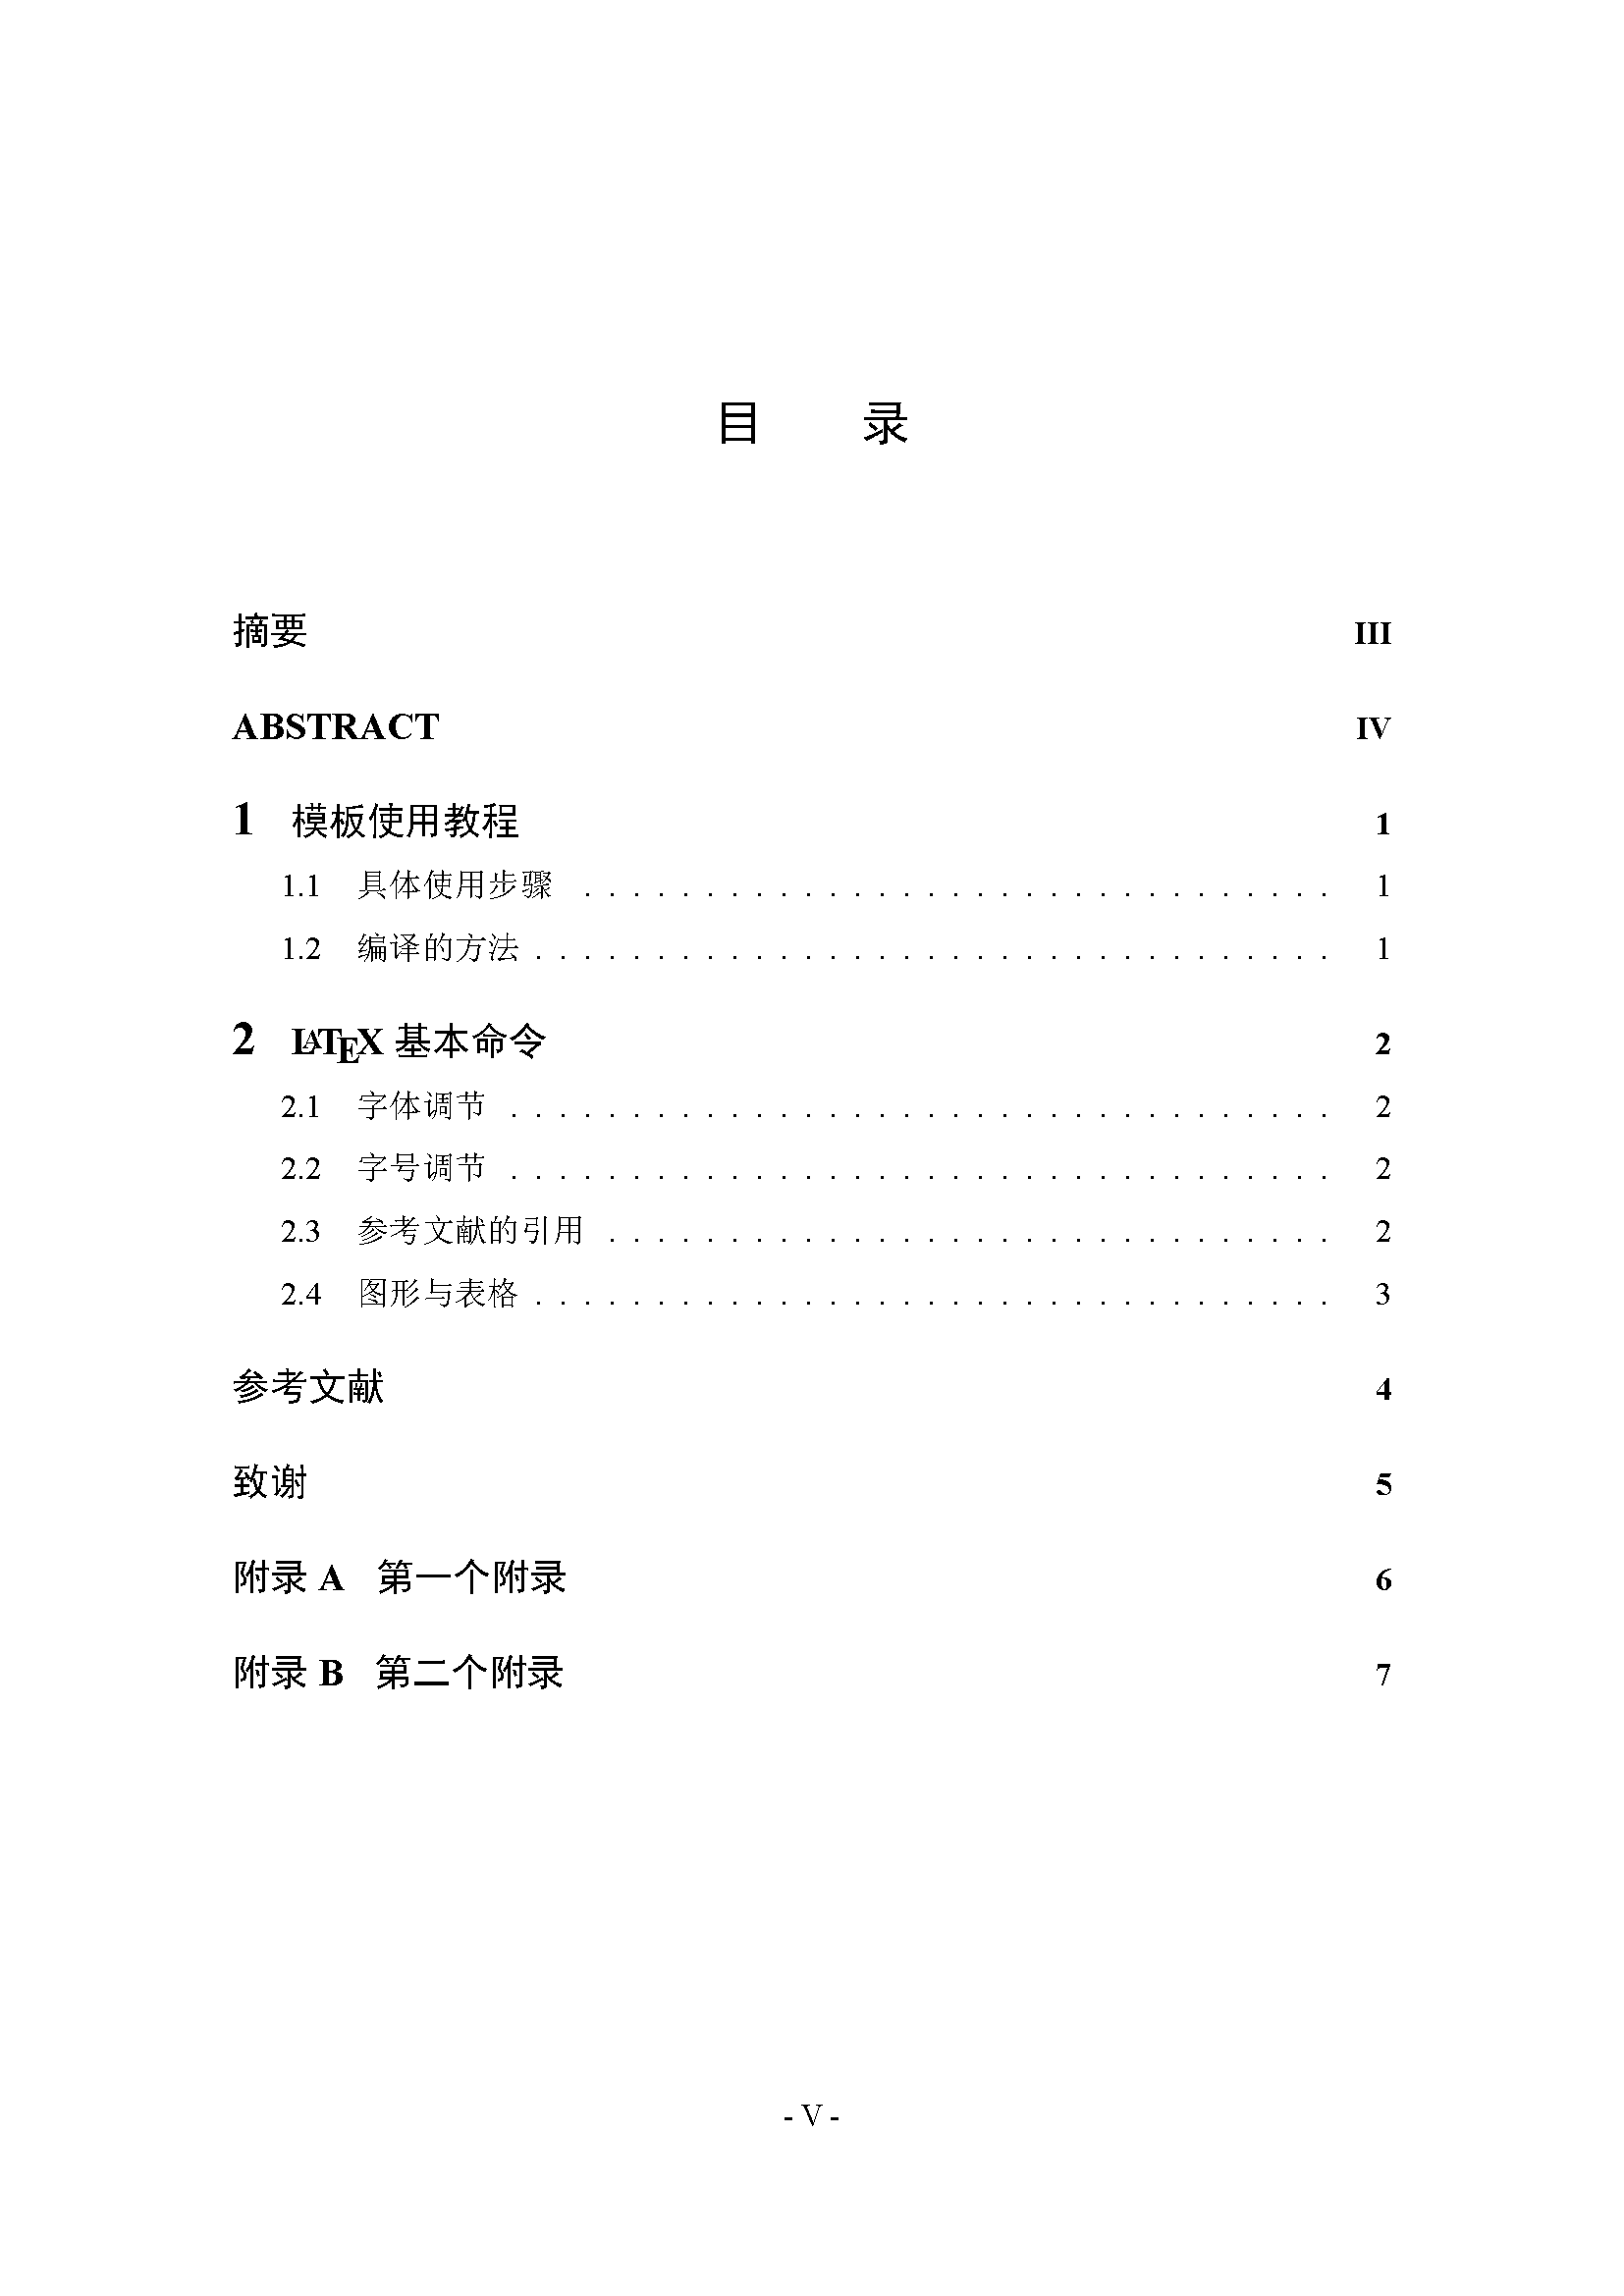 目 录
摘要 III
ABSTRACT IV
1 模板使用教程 1
1.1 具体使用步骤 . . . . . . . . . . . . . . . . . . . . . . . . . . . . . . . 1
1.2 编译的方法 . . . . . . . . . . . . . . . . . . . . . . . . . . . . . . . . . 1
2 LATEX 基本命令 2
2.1 字体调节 . . . . . . . . . . . . . . . . . . . . . . . . . . . . . . . . . . 2
2.2 字号调节 . . . . . . . . . . . . . . . . . . . . . . . . . . . . . . . . . . 2
2.3 参考文献的引用 . . . . . . . . . . . . . . . . . . . . . . . . . . . . . . 2
2.4 图形与表格 . . . . . . . . . . . . . . . . . . . . . . . . . . . . . . . . . 3
参考文献 4
致谢 5
附录 A 第一个附录 6
附录 B 第二个附录 7
- V -